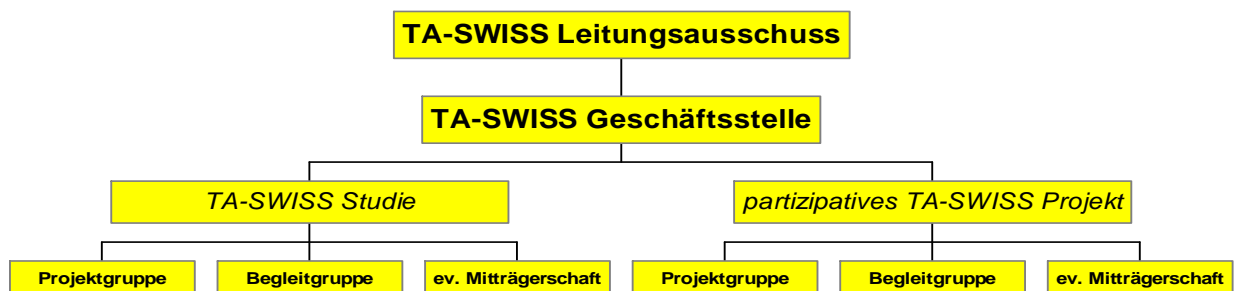 TA-SWISS Leitungsausschuss
TA-SWISS Geschäftsstelle
TA-SWISS Studie
partizipatives TA-SWISS Projekt
Projektgruppe
Begleitgruppe
ev. Mitträgerschaft
Projektgruppe
Begleitgruppe
ev. Mitträgerschaft